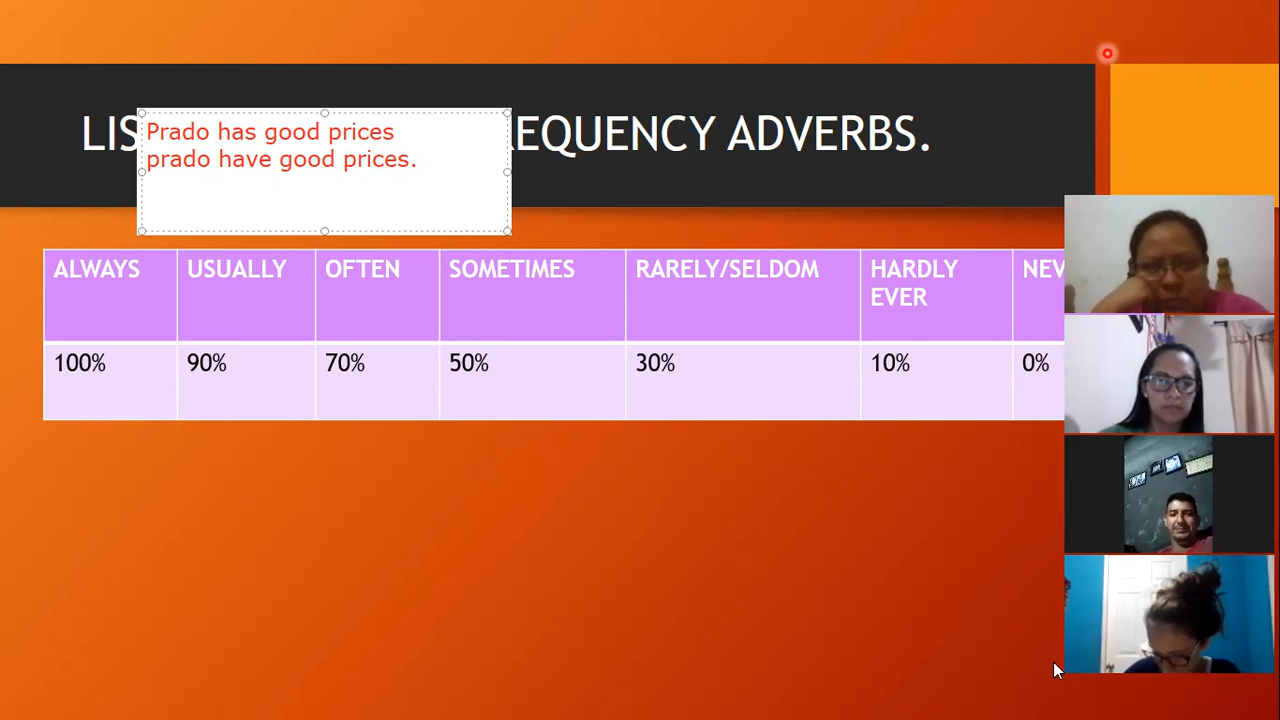 Prado has good prices
prado have good prices.
LIS REQUENCY ADVERBS.
ALWAYS USUALLY OFTEN SOMETIMES RARELY/SELDOM HARDLY EVER NEV
100% 90% 70% 50% 30% 10% 0%